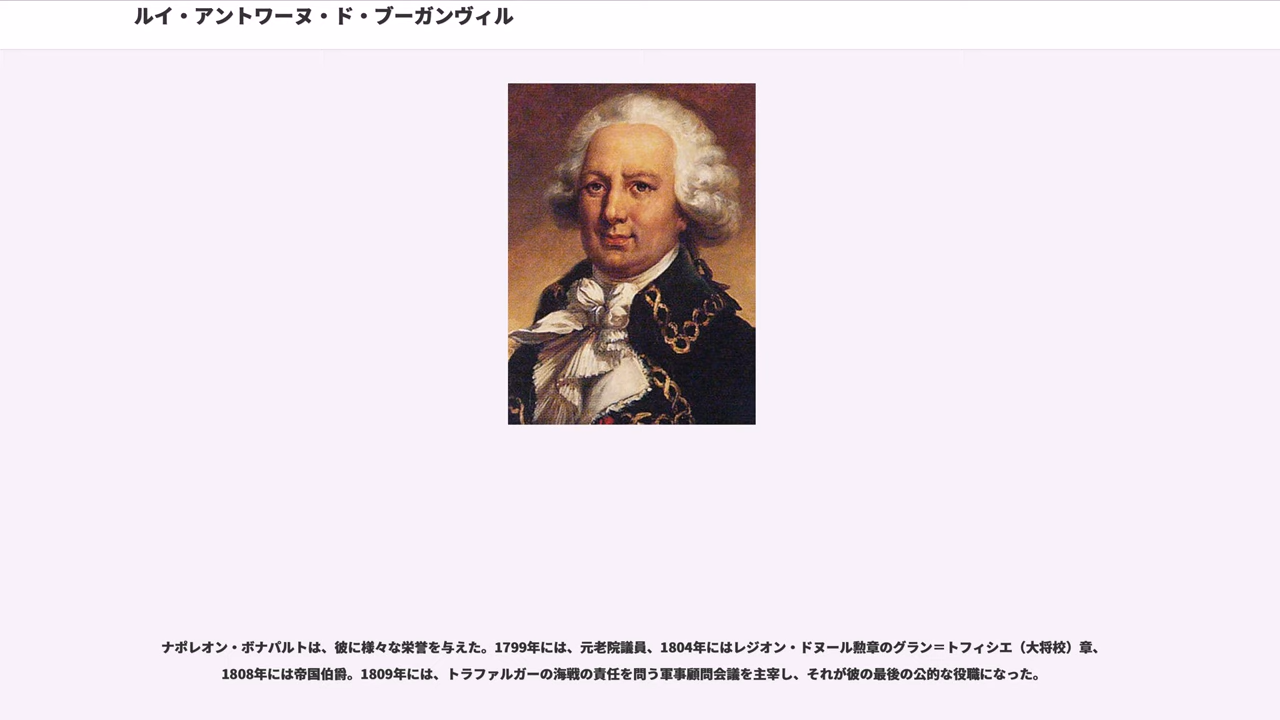 ルイ・アントワーヌ・ド・ブーガンヴィル
ナポレオン・ボナパルトは、彼に様々な栄誉を与えた。1799年には、元老院議員、1804年にはレジオン・ドヌール勲章のグラン＝トフィシエ（大将校）章、
1808年には帝国伯爵。1809年には、トラファルガーの海戦の責任を問う軍事顧問会議を主宰し、それが彼の最後の公的な役職になった。